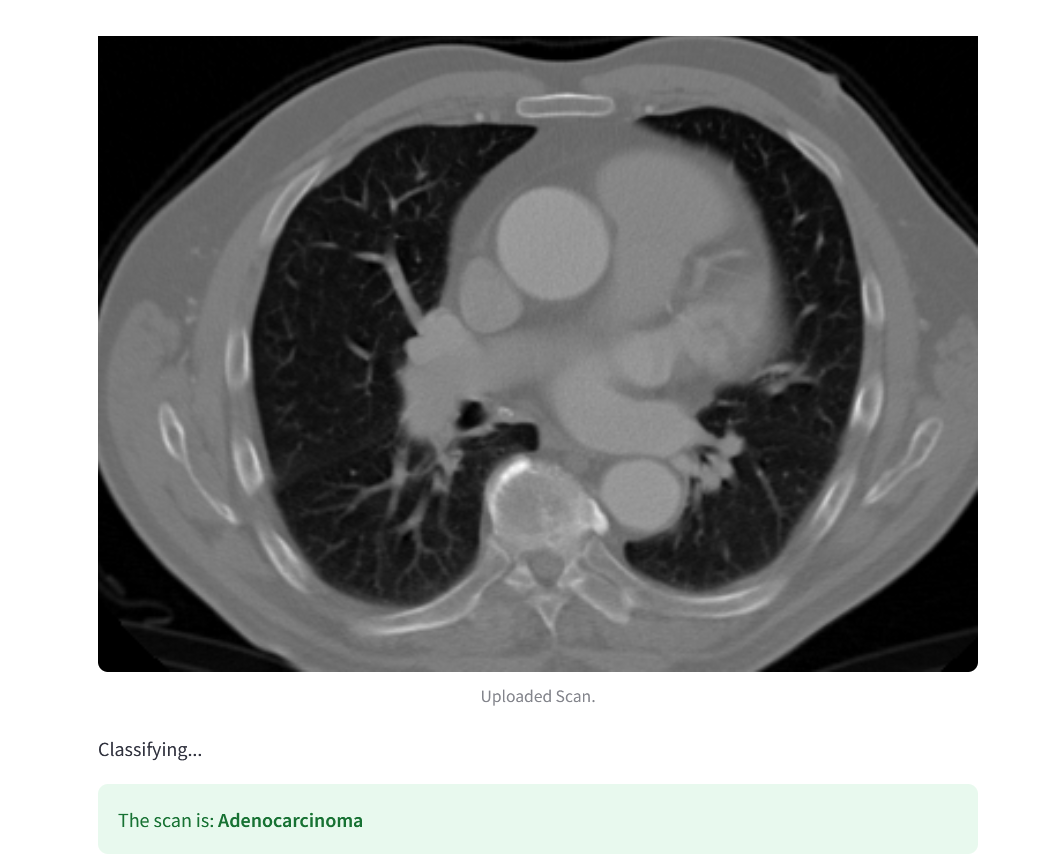 Uploaded Scan.
Classifying...
The scan is: Adenocarcinoma